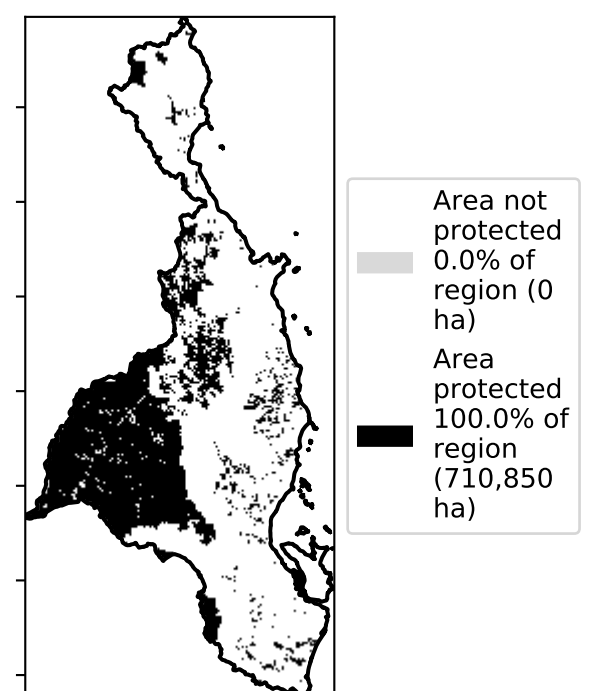 Area not
protected
0.0% of
region (0
ha)
Area
protected
100.0% of
region
(710,850
ha)